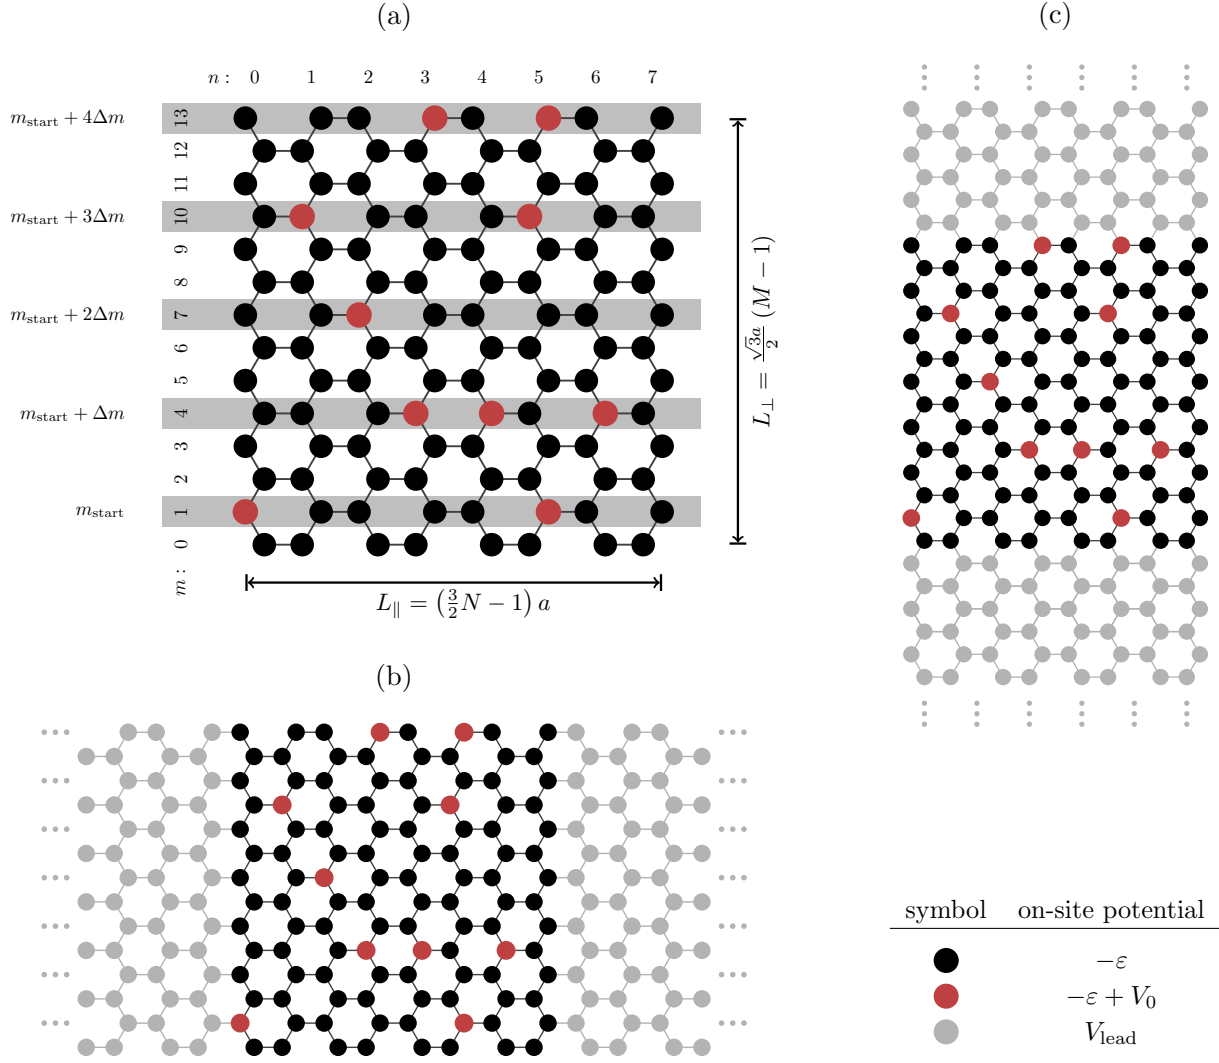 (a)
n : 0 1 2 3 4 5 6 7
m_start + 4Δm
13
12
11
m_start + 3Δm
10
9
8
m_start + 2Δm
7
6
5
m_start + Δm
4
3
2
m_start
1
0
m :
L_∥ = (3/2 N − 1) a
L_⊥ = √3a/2 (M − 1)
(b)
(c)
symbol on-site potential
−ε
−ε + V_0
V_lead